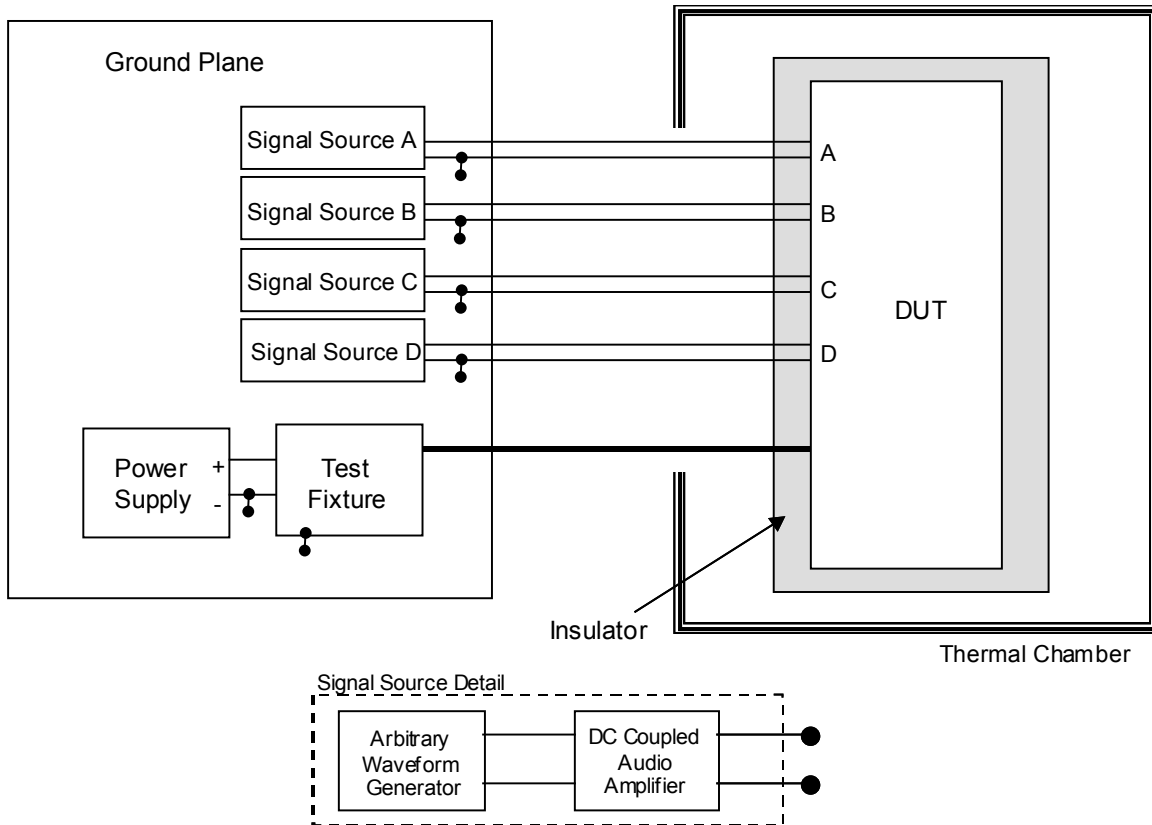 Ground Plane
Signal Source A
Signal Source B
Signal Source C
Signal Source D
A
B
C
D
DUT
Power
Supply
+
-
Test
Fixture
Insulator
Thermal Chamber
Signal Source Detail
Arbitrary
Waveform
Generator
DC Coupled
Audio
Amplifier